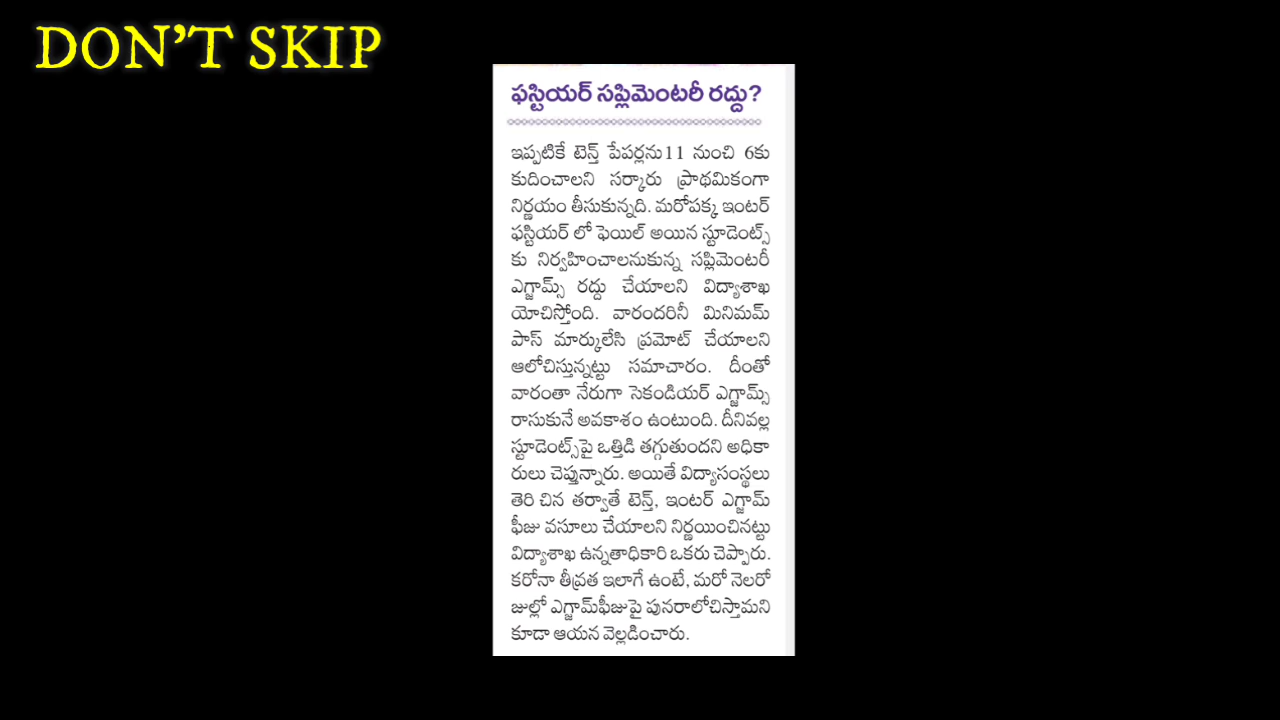 DON'T SKIP
ఫస్టియర్ సప్లిమెంటరీ రద్దు?
ఇప్పటికే టెన్త్ పేపర్లను11 నుంచి 6కు
కుదించాలని సర్కారు ప్రాథమికంగా
నిర్ణయం తీసుకున్నది. మరోపక్క ఇంటర్
ఫస్టియర్ లో ఫెయిల్ అయిన స్టూడెంట్స్
కు నిర్వహించాలనుకున్న సప్లిమెంటరీ
ఎగ్జామ్స్ రద్దు చేయాలని విద్యాశాఖ
యోచిస్తోంది. వారందరినీ మినిమమ్
పాస్ మార్కులేసి ప్రమోట్ చేయాలని
ఆలోచిస్తున్నట్టు సమాచారం. దీంతో
వారంతా నేరుగా సెకండియర్ ఎగ్జామ్స్
రాసుకునే అవకాశం ఉంటుంది. దీనివల్ల
స్టూడెంట్స్‌పై ఒత్తిడి తగ్గుతుందని అధికా
రులు చెప్తున్నారు. అయితే విద్యాసంస్థలు
తెరి చిన తర్వాతే టెన్త్, ఇంటర్ ఎగ్జామ్
ఫీజు వసూలు చేయాలని నిర్ణయించినట్టు
విద్యాశాఖ ఉన్నతాధికారి ఒకరు చెప్పారు.
కరోనా తీవ్రత ఇలాగే ఉంటే, మరో నెలరో
జుల్లో ఎగ్జామ్‌ఫీజుపై పునరాలోచిస్తామని
కూడా ఆయన వెల్లడించారు.